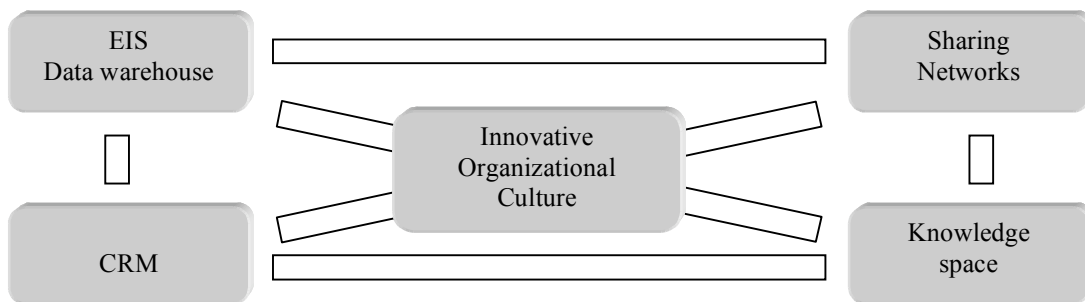 EIS
Data warehouse
Sharing
Networks
Innovative
Organizational
Culture
CRM
Knowledge
space